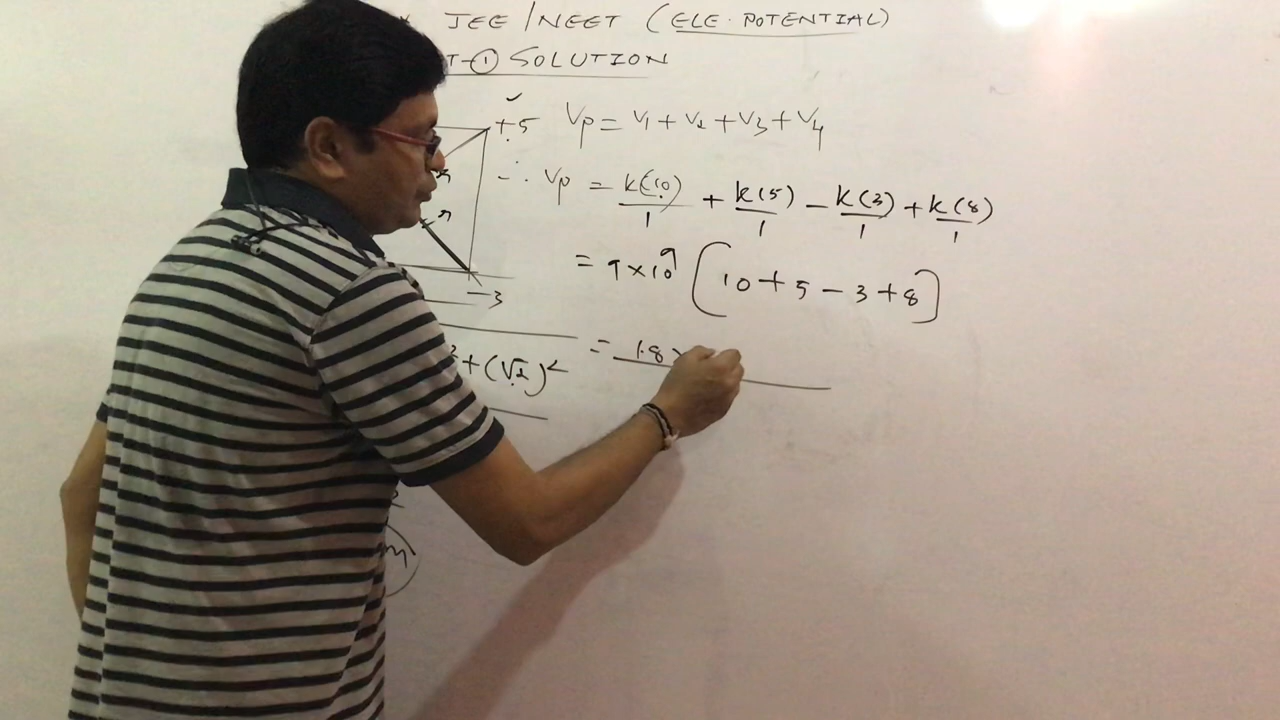 JEE / NEET (ELE. POTENTIAL)
T-① SOLUTION
+5 Vp = V1 + V2 + V3 + V4
∴ Vp = k(10)/1 + k(5)/1 - k(3)/1 + k(8)/1
= 9×10⁹ (10+5-3+8)
-3
= 1.8×
² + (√2)²